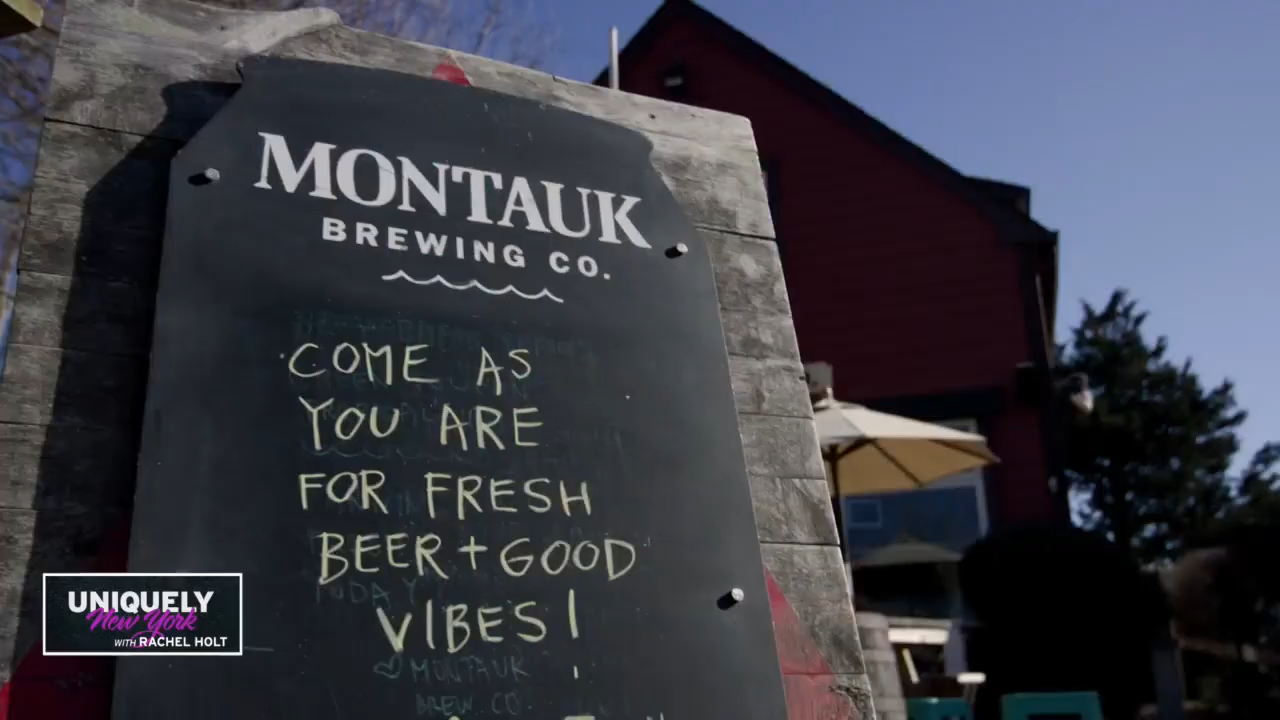 MONTAUK
BREWING CO.
COME AS
YOU ARE
FOR FRESH
BEER + GOOD
VIBES!
TODAY
♡ MONTAUK
BREW CO.
UNIQUELY
New York
WITH RACHEL HOLT